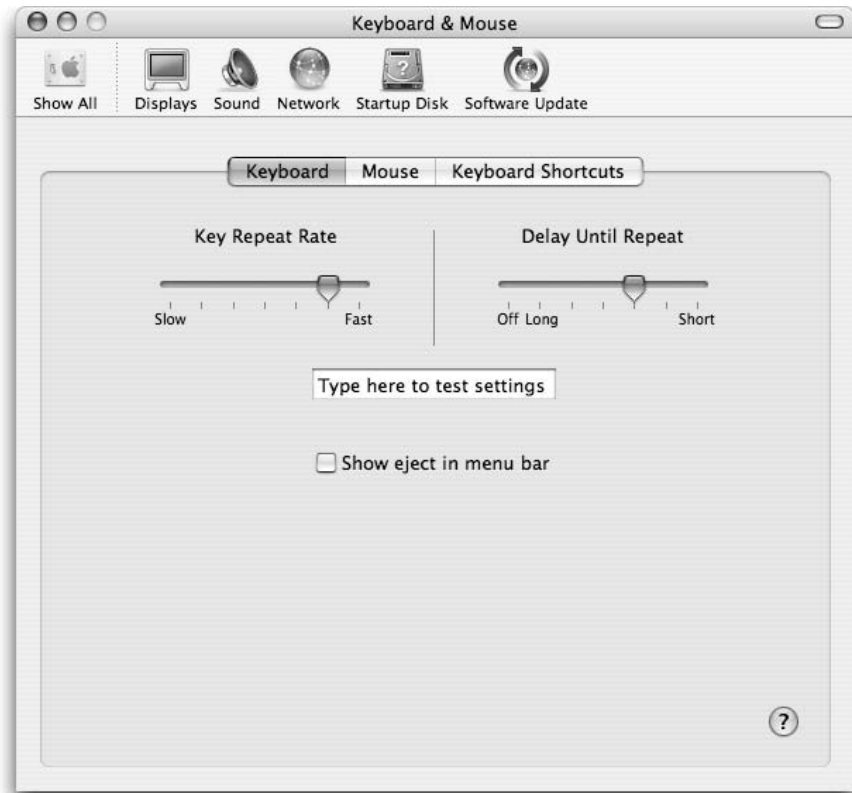 Keyboard & Mouse
Show All Displays Sound Network Startup Disk Software Update
Keyboard Mouse Keyboard Shortcuts
Key Repeat Rate Delay Until Repeat
Slow Fast Off Long Short
Type here to test settings
Show eject in menu bar
?